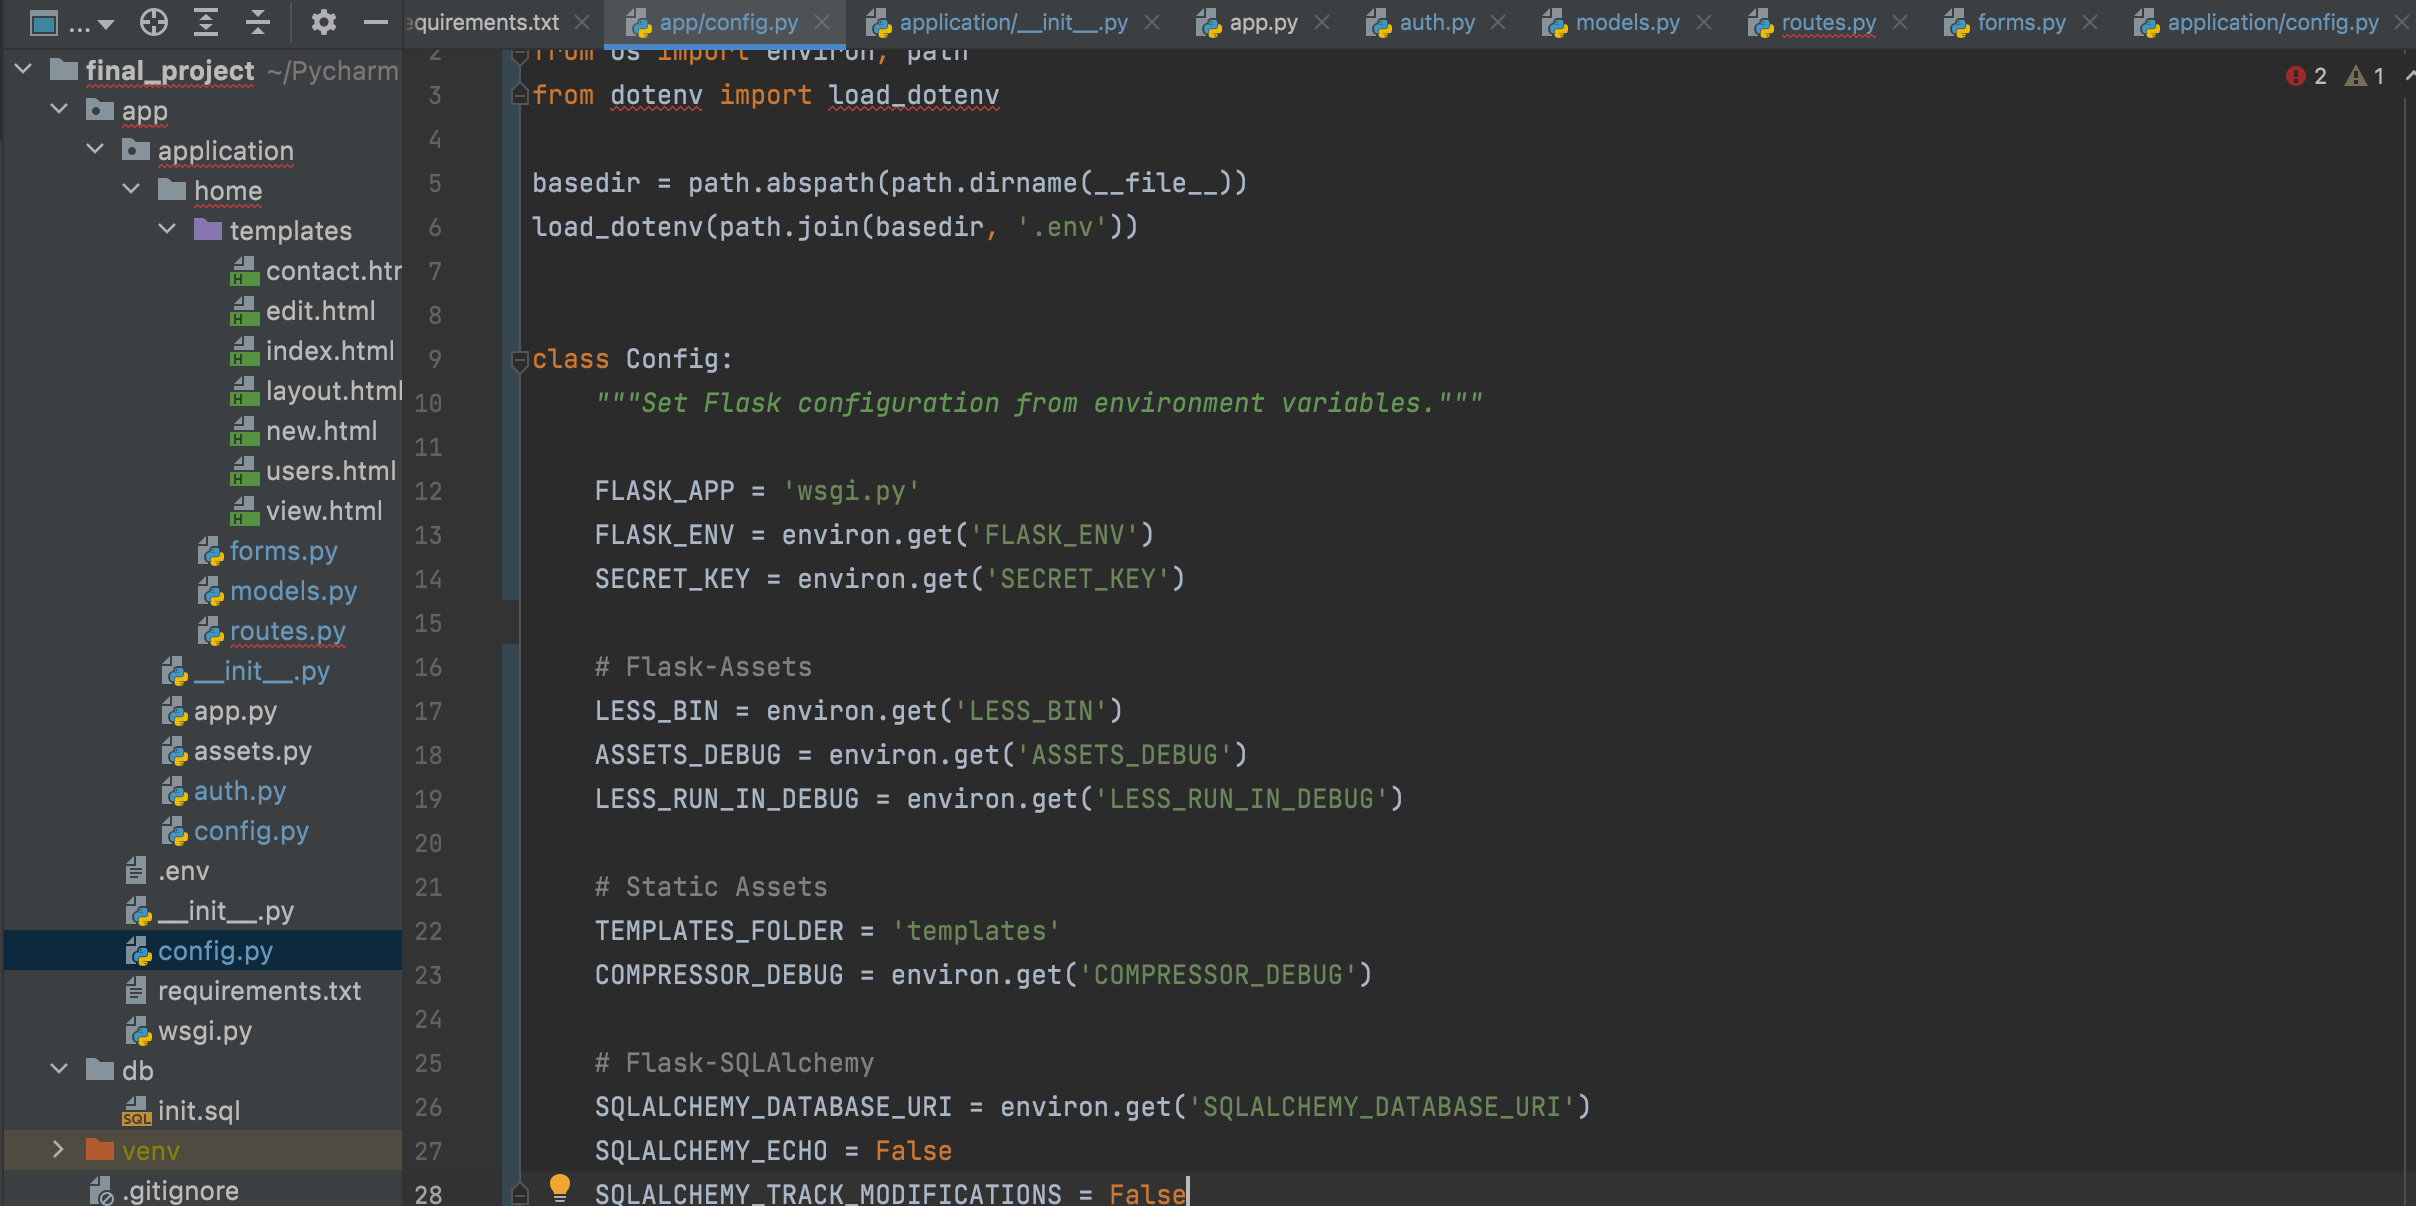 ...
equirements.txt
app/config.py
application/__init__.py
app.py
auth.py
models.py
routes.py
forms.py
application/config.py
final_project ~/Pycharm
app
application
home
templates
contact.htm
edit.html
index.html
layout.html
new.html
users.html
view.html
forms.py
models.py
routes.py
__init__.py
app.py
assets.py
auth.py
config.py
.env
__init__.py
config.py
requirements.txt
wsgi.py
db
init.sql
venv
.gitignore
2 1
2 from os import environ, path
3 from dotenv import load_dotenv
4
5 basedir = path.abspath(path.dirname(__file__))
6 load_dotenv(path.join(basedir, '.env'))
7
8
9 class Config:
10 """Set Flask configuration from environment variables."""
11
12 FLASK_APP = 'wsgi.py'
13 FLASK_ENV = environ.get('FLASK_ENV')
14 SECRET_KEY = environ.get('SECRET_KEY')
15
16 # Flask-Assets
17 LESS_BIN = environ.get('LESS_BIN')
18 ASSETS_DEBUG = environ.get('ASSETS_DEBUG')
19 LESS_RUN_IN_DEBUG = environ.get('LESS_RUN_IN_DEBUG')
20
21 # Static Assets
22 TEMPLATES_FOLDER = 'templates'
23 COMPRESSOR_DEBUG = environ.get('COMPRESSOR_DEBUG')
24
25 # Flask-SQLAlchemy
26 SQLALCHEMY_DATABASE_URI = environ.get('SQLALCHEMY_DATABASE_URI')
27 SQLALCHEMY_ECHO = False
28 SQLALCHEMY_TRACK_MODIFICATIONS = False